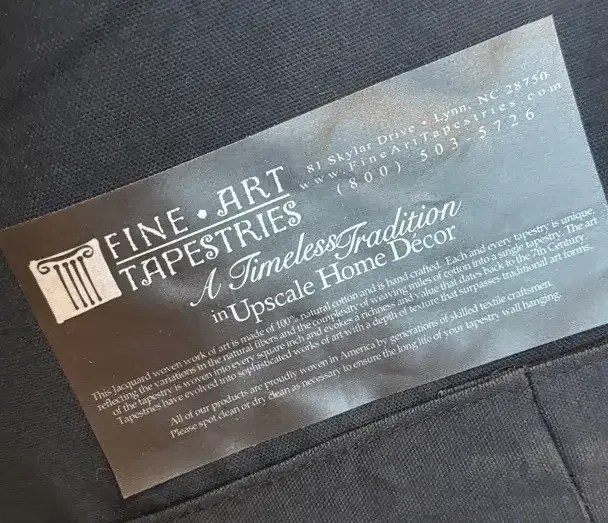 FINE • ART
TAPESTRIES
81 Skylar Drive • Lynn, NC 28750
www.FineArtTapestries.com
(800) 503-5726
A Timeless Tradition
in Upscale Home Décor
This Jacquard woven work of art is made of 100% natural cotton and is hand crafted. Each and every tapestry is unique,
reflecting the variations in the natural fibers and the complexity of weaving miles of cotton into a single tapestry. The art
of the tapestry is woven into every square inch and evokes a richness and value that dates back to the 7th Century.
Tapestries have evolved into sophisticated works of art with a depth of texture that surpasses traditional art forms.
All of our products are proudly woven in America by generations of skilled textile craftsmen.
Please spot clean or dry clean as necessary to ensure the long life of your tapestry wall hanging.